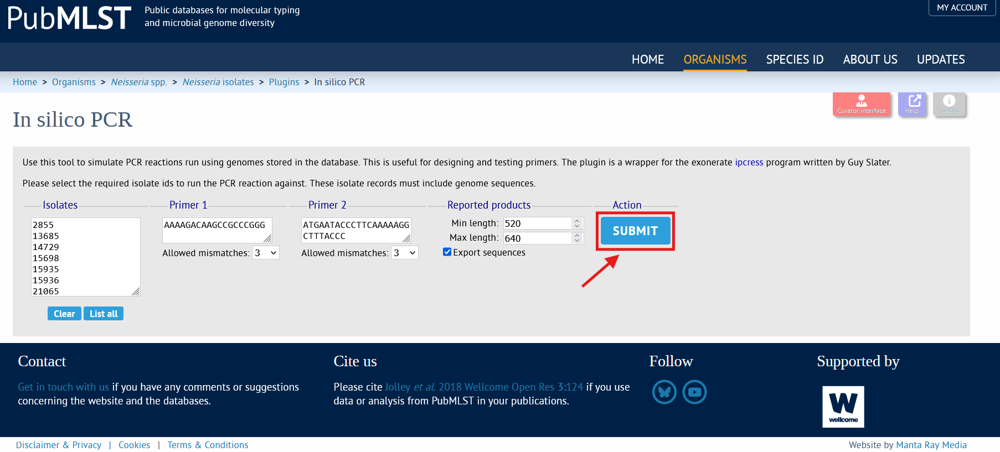 PubMLST
Public databases for molecular typing
and microbial genome diversity
MY ACCOUNT
HOME ORGANISMS SPECIES ID ABOUT US UPDATES
Home > Organisms > Neisseria spp. > Neisseria isolates > Plugins > In silico PCR
Curator interface Help Tooltips
In silico PCR
Use this tool to simulate PCR reactions run using genomes stored in the database. This is useful for designing and testing primers. The plugin is a wrapper for the exonerate ipcress program written by Guy Slater.
Please select the required isolate ids to run the PCR reaction against. These isolate records must include genome sequences.
Isolates
2855
13685
14729
15698
15935
15936
21065
Clear List all
Primer 1
AAAAGACAAGCCGCCCGGG
Allowed mismatches: 3
Primer 2
ATGAATACCCTTCAAAAAGG
CTTTACCC
Allowed mismatches: 3
Reported products
Min length: 520
Max length: 640
Export sequences
Action
SUBMIT
Contact
Get in touch with us if you have any comments or suggestions
concerning the website and the databases.
Cite us
Please cite Jolley et al. 2018 Wellcome Open Res 3:124 if you use
data or analysis from PubMLST in your publications.
Follow
Supported by
W
wellcome
Disclaimer & Privacy | Cookies | Terms & Conditions
Website by Manta Ray Media